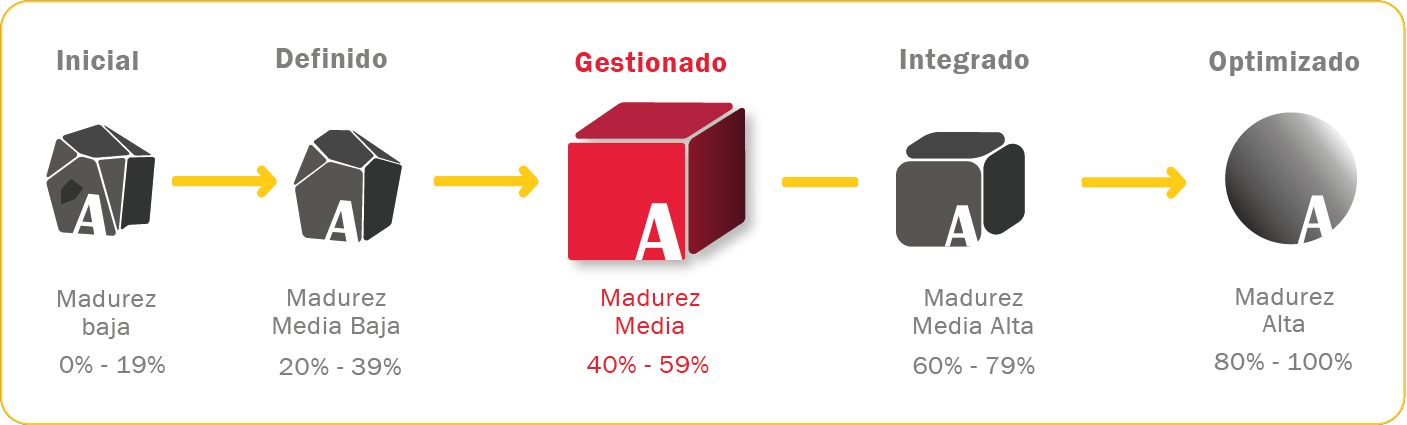 Inicial
Definido
Gestionado
Integrado
Optimizado
A
A
A
A
A
Madurez
baja
0% - 19%
Madurez
Media Baja
20% - 39%
Madurez
Media
40% - 59%
Madurez
Media Alta
60% - 79%
Madurez
Alta
80% - 100%